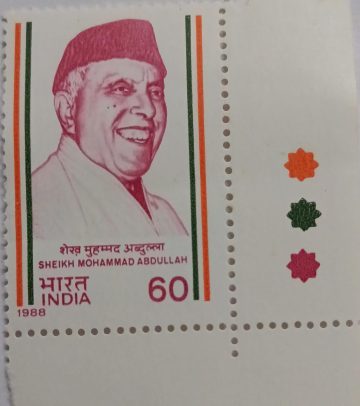 शेख़ मुहम्मद अब्दुल्ला
SHEIKH MOHAMMAD ABDULLAH
भारत 60
INDIA
1988